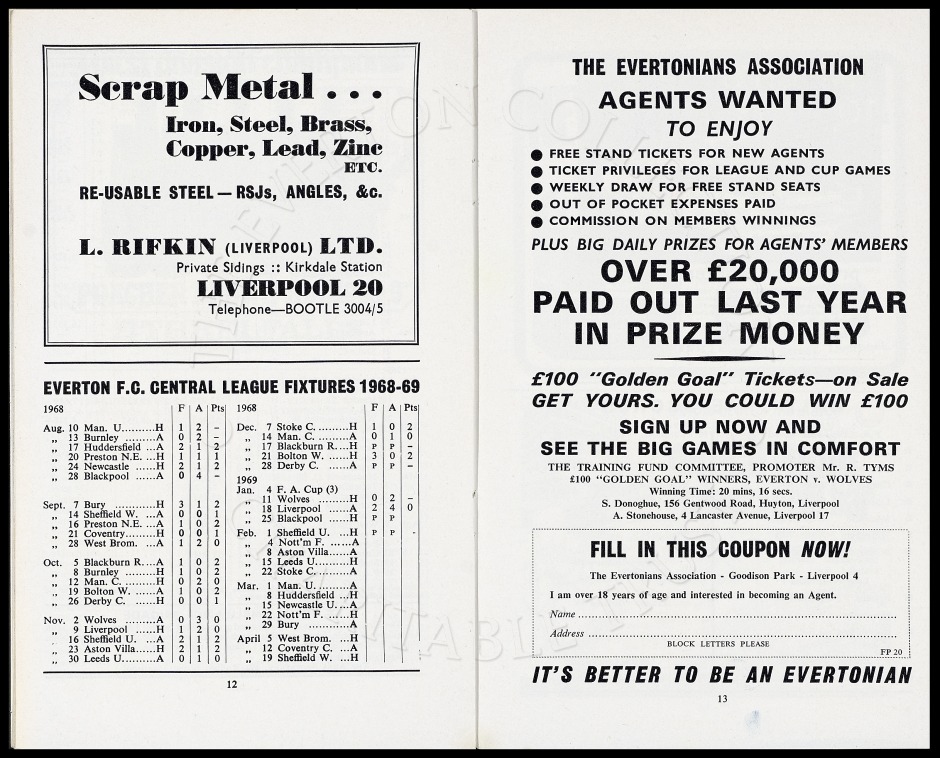 Scrap Metal . . .
Iron, Steel, Brass,
Copper, Lead, Zinc
ETC.
RE-USABLE STEEL — RSJs, ANGLES, &c.
L. RIFKIN (LIVERPOOL) LTD.
Private Sidings :: Kirkdale Station
LIVERPOOL 20
Telephone—BOOTLE 3004/5
EVERTON F.C. CENTRAL LEAGUE FIXTURES 1968-69
1968 F A Pts
Aug. 10 Man. U..........H 1 2 –
,, 13 Burnley ........A 0 2 –
,, 17 Huddersfield ...A 2 1 2
,, 20 Preston N.E. ...H 1 1 1
,, 24 Newcastle .....H 2 1 2
,, 28 Blackpool .....A 0 4 –
Sept. 7 Bury ...........H 3 1 2
,, 14 Sheffield W. ...A 0 0 1
,, 16 Preston N.E. ...A 1 0 2
,, 21 Coventry.......H 0 0 1
,, 28 West Brom. ...A 1 2 0
Oct. 5 Blackburn R....A 1 0 2
,, 8 Burnley ........H 1 0 2
,, 12 Man. C. ........H 0 2 0
,, 19 Bolton W. ......A 1 0 2
,, 26 Derby C. .......H 0 0 1
Nov. 2 Wolves .........A 0 3 0
,, 9 Liverpool ......H 1 2 0
,, 16 Sheffield U. ...A 2 1 2
,, 23 Aston Villa.....H 2 1 2
,, 30 Leeds U.........A 0 1 0
1968 F A Pts
Dec. 7 Stoke C..........H 1 0 2
,, 14 Man. C. ........A 0 1 0
,, 17 Blackburn R....H P P –
,, 21 Bolton W. ......H 3 0 2
,, 28 Derby C. .......A P P –
1969
Jan. 4 F. A. Cup (3)
,, 11 Wolves .........H 0 2 –
,, 18 Liverpool ......A 2 4 0
,, 25 Blackpool .....H P P
Feb. 1 Sheffield U. ...H P P -
,, 4 Nott'm F. ......A
,, 8 Aston Villa......A
,, 15 Leeds U..........H
,, 22 Stoke C. ........A
Mar. 1 Man. U. ........A
,, 8 Huddersfield ...H
,, 15 Newcastle U. ...A
,, 22 Nott'm F. ......H
,, 29 Bury ...........A
April 5 West Brom. ...H
,, 12 Coventry C. ...A
,, 19 Sheffield W. ...H
12
THE EVERTONIANS ASSOCIATION
AGENTS WANTED
TO ENJOY
● FREE STAND TICKETS FOR NEW AGENTS
● TICKET PRIVILEGES FOR LEAGUE AND CUP GAMES
● WEEKLY DRAW FOR FREE STAND SEATS
● OUT OF POCKET EXPENSES PAID
● COMMISSION ON MEMBERS WINNINGS
PLUS BIG DAILY PRIZES FOR AGENTS' MEMBERS
OVER £20,000
PAID OUT LAST YEAR
IN PRIZE MONEY
£100 "Golden Goal" Tickets—on Sale
GET YOURS. YOU COULD WIN £100
SIGN UP NOW AND
SEE THE BIG GAMES IN COMFORT
THE TRAINING FUND COMMITTEE, PROMOTER Mr. R. TYMS
£100 "GOLDEN GOAL" WINNERS, EVERTON v. WOLVES
Winning Time: 20 mins, 16 secs.
S. Donoghue, 156 Gentwood Road, Huyton, Liverpool
A. Stonehouse, 4 Lancaster Avenue, Liverpool 17
FILL IN THIS COUPON NOW!
The Evertonians Association - Goodison Park - Liverpool 4
I am over 18 years of age and interested in becoming an Agent.
Name
Address
BLOCK LETTERS PLEASE
FP 20
IT'S BETTER TO BE AN EVERTONIAN
13